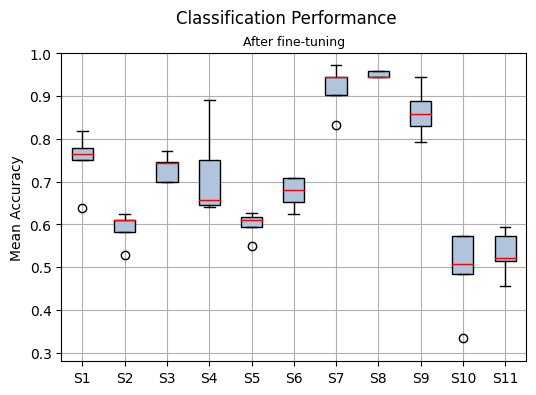 Classification Performance
After fine-tuning
Mean Accuracy
1.0
0.9
0.8
0.7
0.6
0.5
0.4
0.3
S1 S2 S3 S4 S5 S6 S7 S8 S9 S10 S11